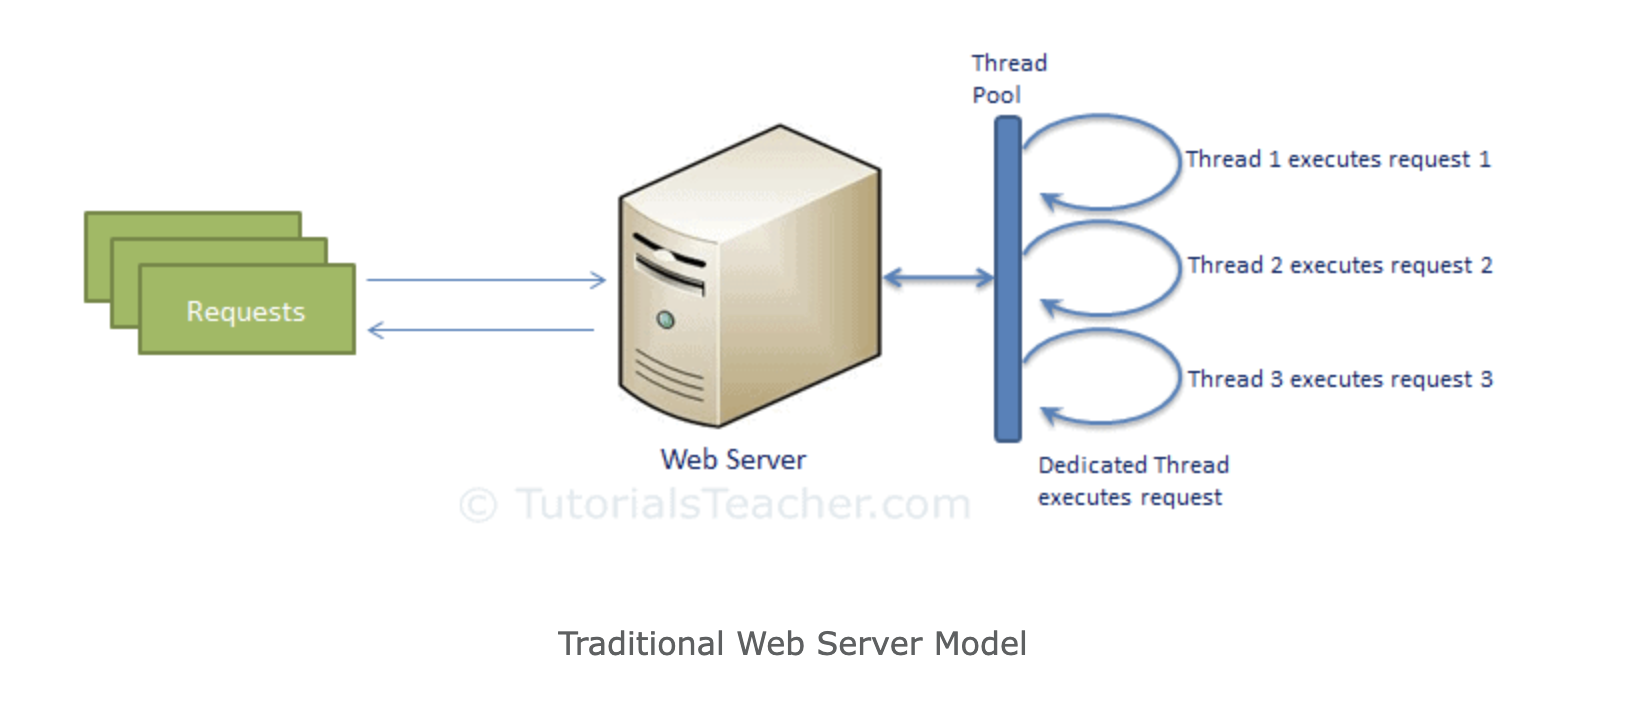 Thread
Pool
Thread 1 executes request 1
Requests
Thread 2 executes request 2
Thread 3 executes request 3
Web Server
Dedicated Thread
executes request
© TutorialsTeacher.com
Traditional Web Server Model